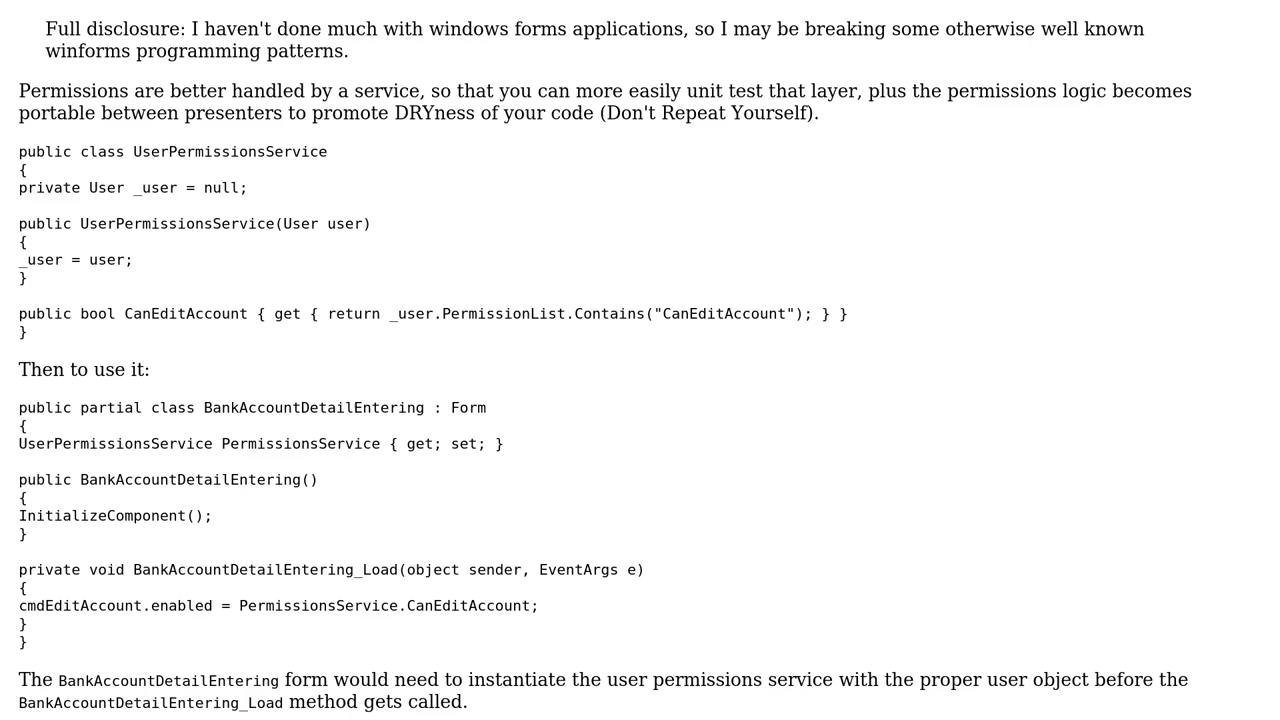 Full disclosure: I haven't done much with windows forms applications, so I may be breaking some otherwise well known
winforms programming patterns.
Permissions are better handled by a service, so that you can more easily unit test that layer, plus the permissions logic becomes
portable between presenters to promote DRYness of your code (Don't Repeat Yourself).
public class UserPermissionsService
{
private User _user = null;
public UserPermissionsService(User user)
{
_user = user;
}
public bool CanEditAccount { get { return _user.PermissionList.Contains("CanEditAccount"); } }
}
Then to use it:
public partial class BankAccountDetailEntering : Form
{
UserPermissionsService PermissionsService { get; set; }
public BankAccountDetailEntering()
{
InitializeComponent();
}
private void BankAccountDetailEntering_Load(object sender, EventArgs e)
{
cmdEditAccount.enabled = PermissionsService.CanEditAccount;
}
}
The BankAccountDetailEntering form would need to instantiate the user permissions service with the proper user object before the
BankAccountDetailEntering_Load method gets called.